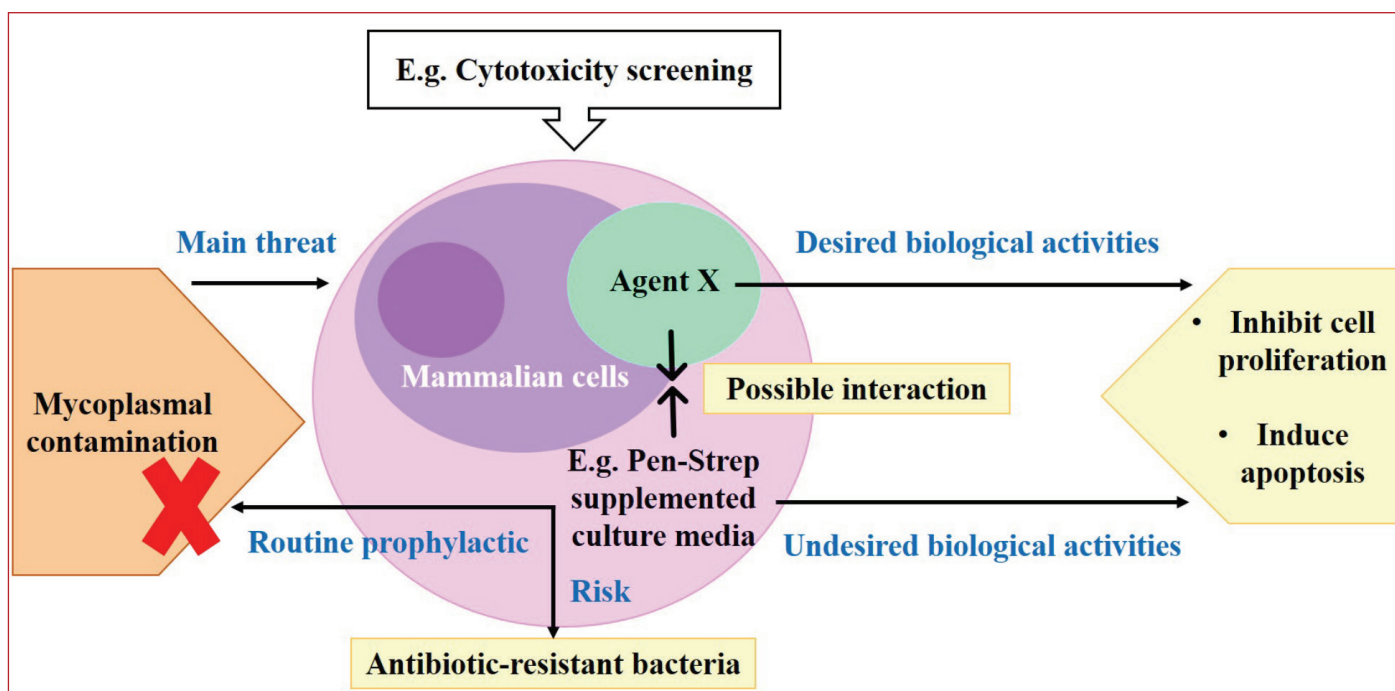 E.g. Cytotoxicity screening
Main threat
Desired biological activities
Agent X
Mammalian cells
Possible interaction
• Inhibit cell
proliferation
• Induce
apoptosis
Mycoplasmal
contamination
E.g. Pen-Strep
supplemented
culture media
Routine prophylactic
Undesired biological activities
Risk
Antibiotic-resistant bacteria